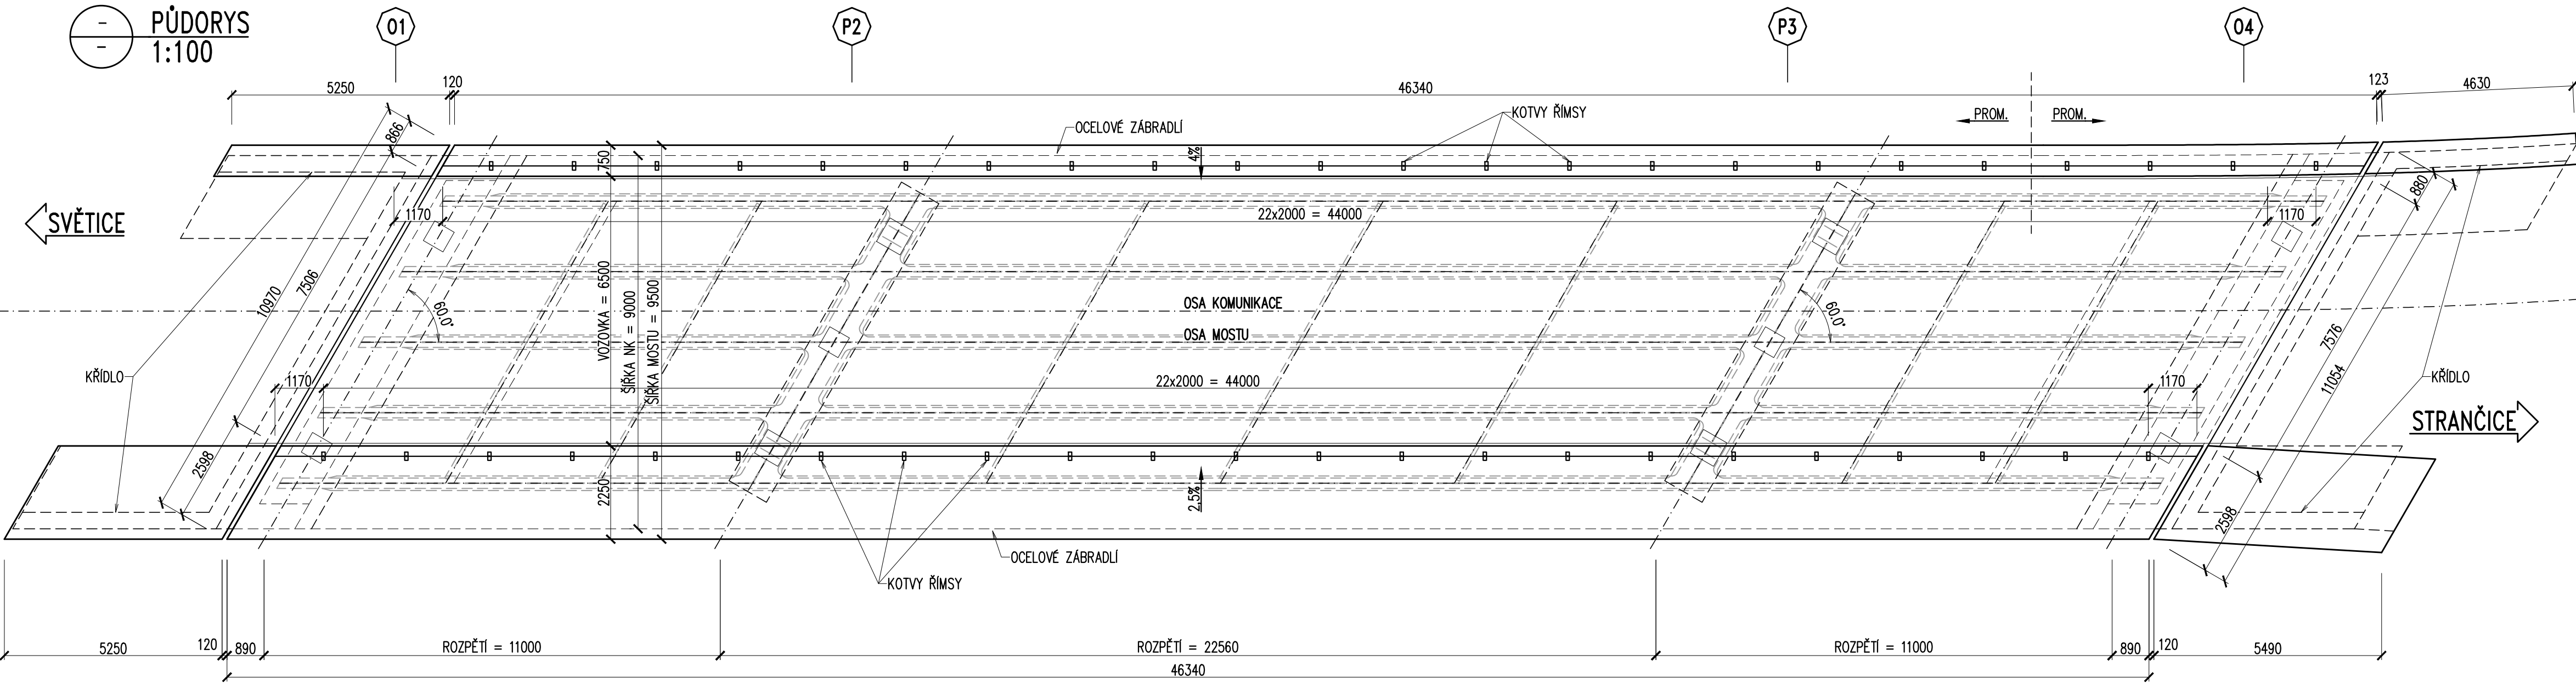 PŮDORYS
1:100
-
-
O1
P2
P3
O4
5250
120
46340
123
4630
866
OCELOVÉ ZÁBRADLÍ
KOTVY ŘÍMSY
PROM.
PROM.
750
4%
880
SVĚTICE
1170
22x2000 = 44000
1170
10970
7506
60.0°
VOZOVKA = 6500
ŠÍŘKA NK = 9000
ŠÍŘKA MOSTU = 9500
OSA KOMUNIKACE
OSA MOSTU
60.0°
7576
11054
KŘÍDLO
1170
22x2000 = 44000
1170
KŘÍDLO
STRANČICE
2598
2250
2,5%
2598
OCELOVÉ ZÁBRADLÍ
KOTVY ŘÍMSY
5250
120
890
ROZPĚTÍ = 11000
ROZPĚTÍ = 22560
ROZPĚTÍ = 11000
890
120
5490
46340